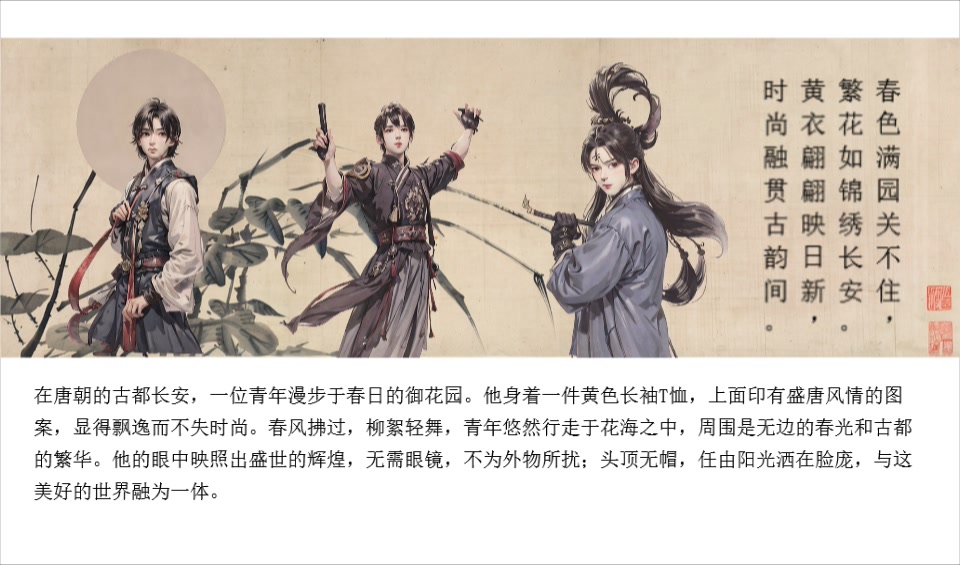 春色满园关不住，
繁花如锦绣长安。
黄衣翩翩映日新，
时尚融贯古韵间。
在唐朝的古都长安，一位青年漫步于春日的御花园。他身着一件黄色长袖T恤，上面印有盛唐风情的图
案，显得飘逸而不失时尚。春风拂过，柳絮轻舞，青年悠然行走于花海之中，周围是无边的春光和古都
的繁华。他的眼中映照出盛世的辉煌，无需眼镜，不为外物所扰；头顶无帽，任由阳光洒在脸庞，与这
美好的世界融为一体。